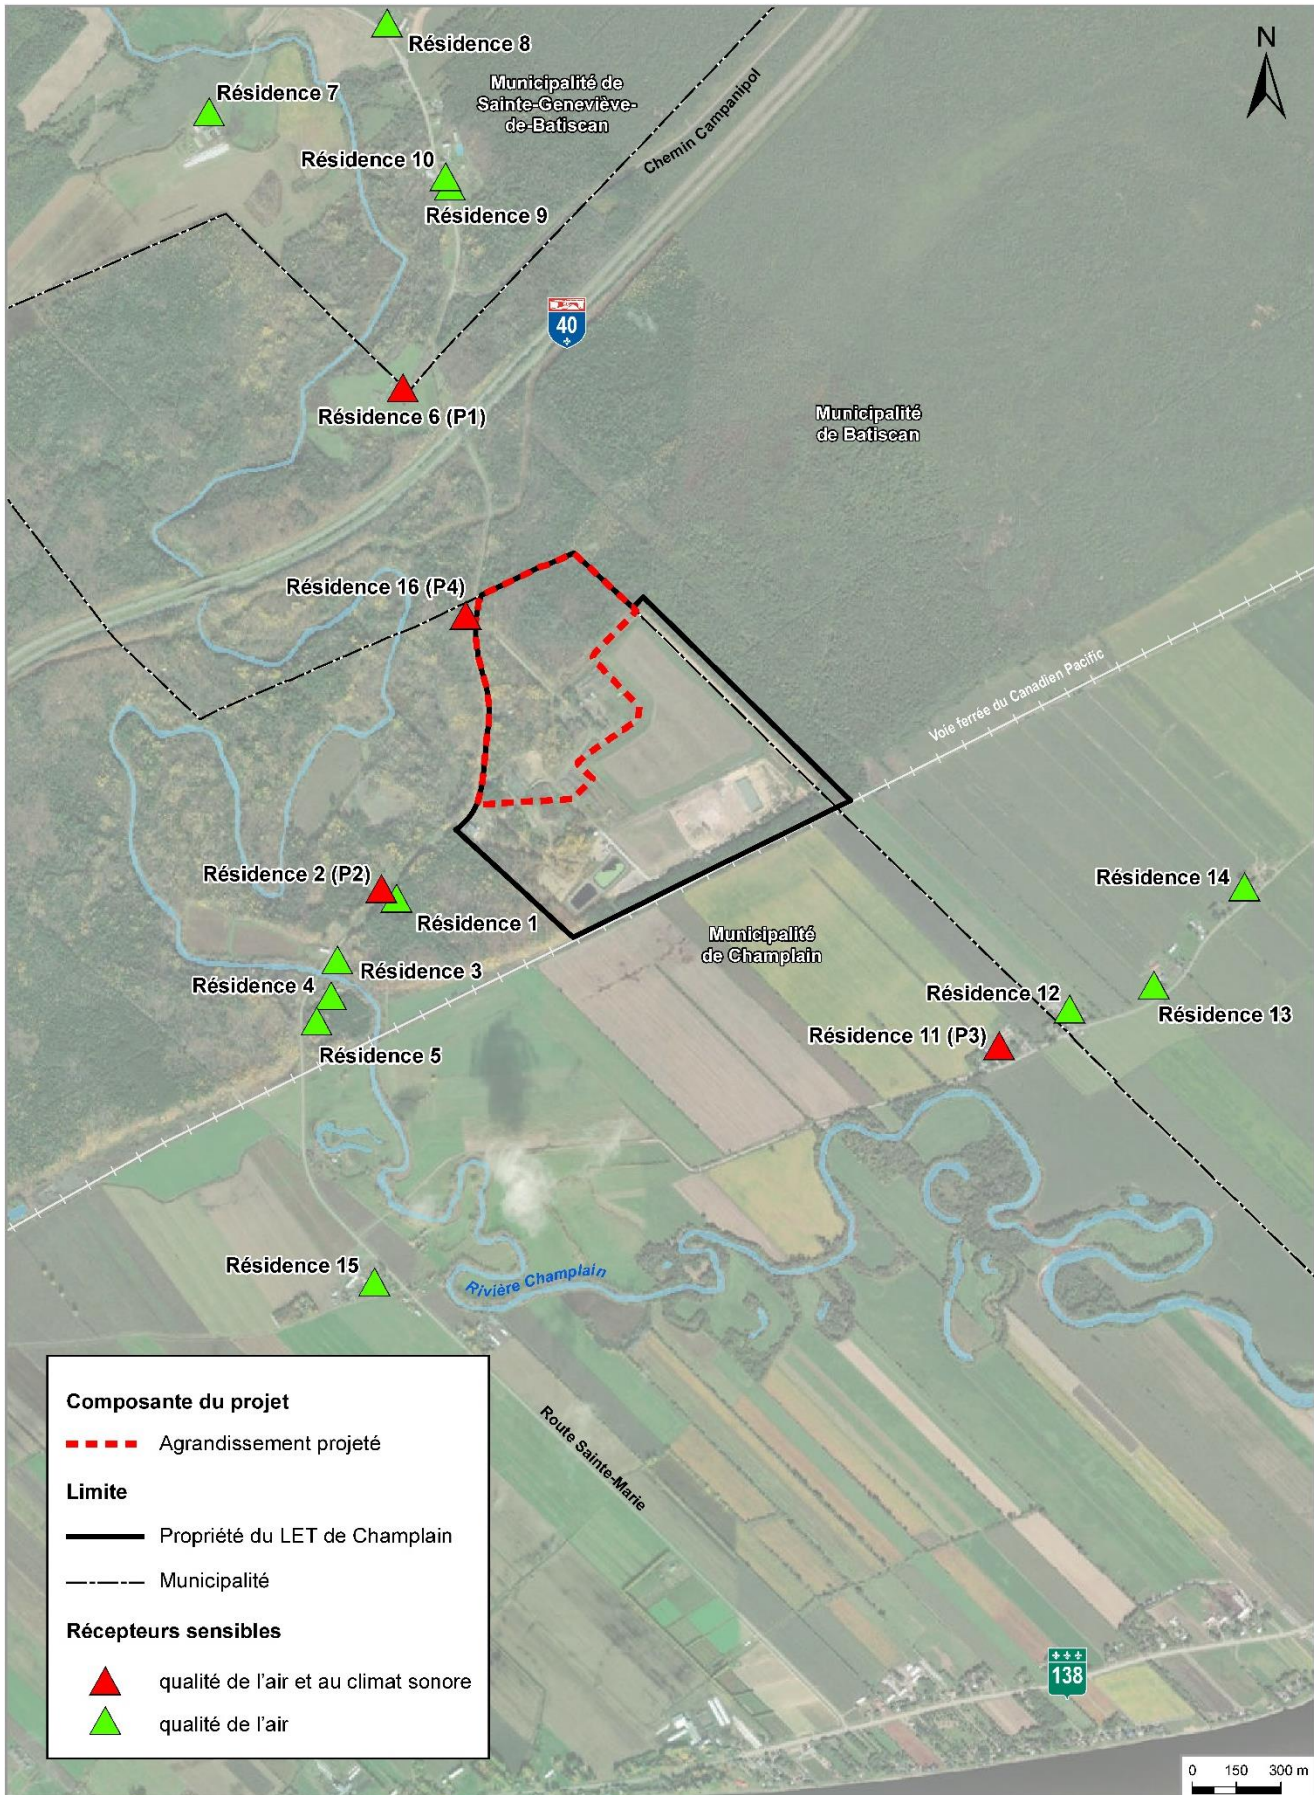 Résidence 8
N
Municipalité de
Sainte-Geneviève-
de-Batiscan
Chemin Campanipol
Résidence 7
Résidence 10
Résidence 9
40
Résidence 6 (P1)
Municipalité
de Batiscan
Résidence 16 (P4)
Voie ferrée du Canadien Pacific
Résidence 2 (P2)
Résidence 1
Résidence 14
Municipalité
de Champlain
Résidence 3
Résidence 4
Résidence 12
Résidence 13
Résidence 11 (P3)
Résidence 5
Résidence 15
Rivière Champlain
Route Sainte-Marie
Composante du projet
Agrandissement projeté
Limite
Propriété du LET de Champlain
Municipalité
Récepteurs sensibles
qualité de l'air et au climat sonore
qualité de l'air
138
0 150 300 m